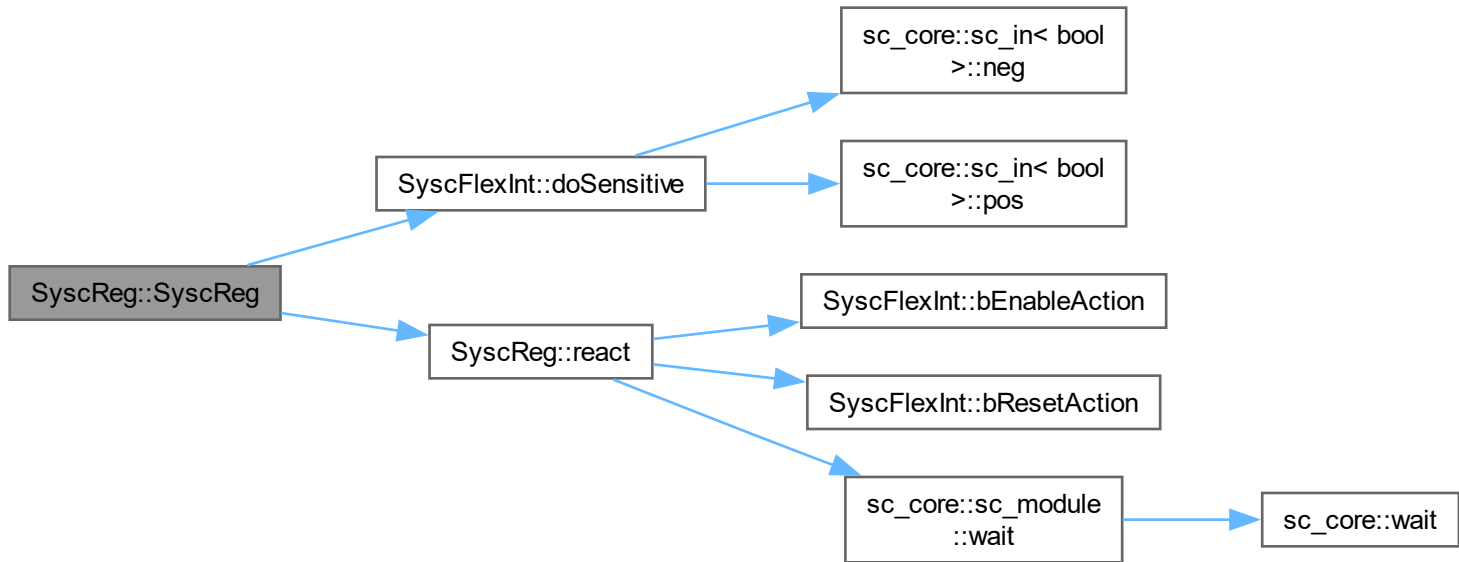 SyscReg::SyscReg
SyscFlexInt::doSensitive
sc_core::sc_in< bool
>::neg
sc_core::sc_in< bool
>::pos
SyscReg::react
SyscFlexInt::bEnableAction
SyscFlexInt::bResetAction
sc_core::sc_module
::wait
sc_core::wait